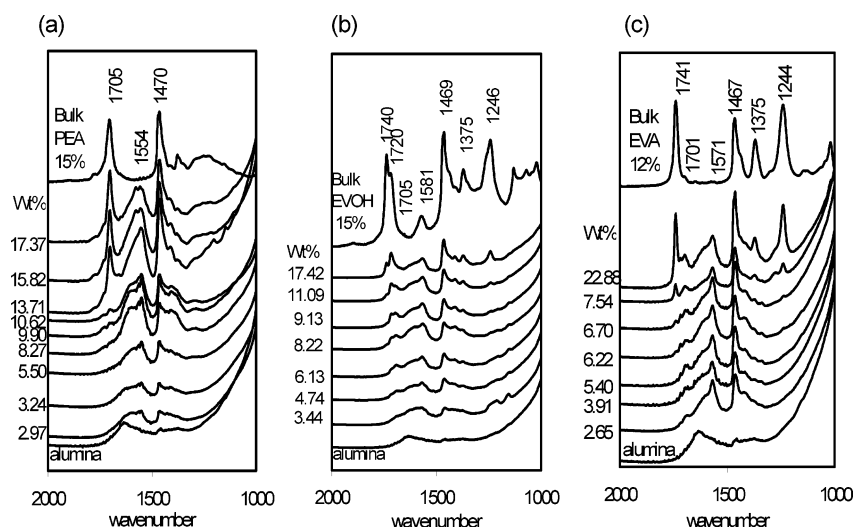 (a)
1705
1470
1554
Bulk
PEA
15%
Wt%
17.37
15.82
13.71
10.62
9.90
8.27
5.50
3.24
2.97
alumina
2000
1500
1000
wavenumber
(b)
1740
1720
1705
1581
1469
1375
1246
Bulk
EVOH
15%
Wt%
17.42
11.09
9.13
8.22
6.13
4.74
3.44
alumina
2000
1500
1000
wavenumber
(c)
1741
1701
1571
1467
1375
1244
Bulk
EVA
12%
Wt%
22.88
7.54
6.70
6.22
5.40
3.91
2.65
alumina
2000
1500
1000
wavenumber